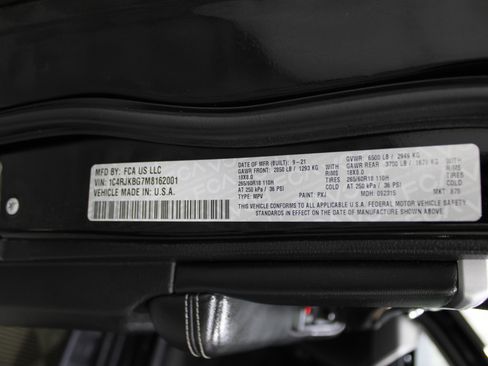 MFD BY: FCA US LLC
VIN: 1C4RJKBG7M8162001
VEHICLE MADE IN: U.S.A.
DATE OF MFR (BUILT): 9-21
GAWR FRONT: 2850 LB / 1293 KG
WITH RIMS
18X8.0
TIRES
265/60R18 110H
COLD
AT 250 kPa / 36 PSI
PAINT: PXJ
TYPE: MPV
GVWR: 6500 LB / 2949 KG
GAWR REAR: 3700 LB / KG
WITH RIMS
18X8.0
TIRES
265/60R18 110H
COLD
AT 250 kPa / 36 PSI
MDH: MKT:
THIS VEHICLE CONFORMS TO ALL APPLICABLE U.S.A. FEDERAL MOTOR VEHICLE SAFETY
STANDARDS IN EFFECT ON THE DATE OF MANUFACTURE SHOWN ABOVE.